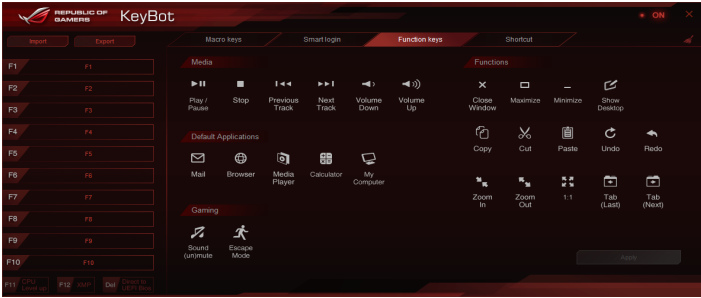 REPUBLIC OF
GAMERS
KeyBot
ON
Import
Export
Macro keys
Smart login
Function keys
Shortcut
F1
F1
F2
F2
F3
F3
F4
F4
F5
F5
F6
F6
F7
F7
F8
F8
F9
F9
F10
F10
F11
CPU
Level up
F12
XMP
Del
Direct to
UEFI Bios
Media
Play /
Pause
Stop
Previous
Track
Next
Track
Volume
Down
Volume
Up
Default Applications
Mail
Browser
Media
Player
Calculator
My
Computer
Gaming
Sound
(un)mute
Escape
Mode
Functions
Close
Window
Maximize
Minimize
Show
Desktop
Copy
Cut
Paste
Undo
Redo
Zoom
In
Zoom
Out
1:1
Tab
(Last)
Tab
(Next)
Apply